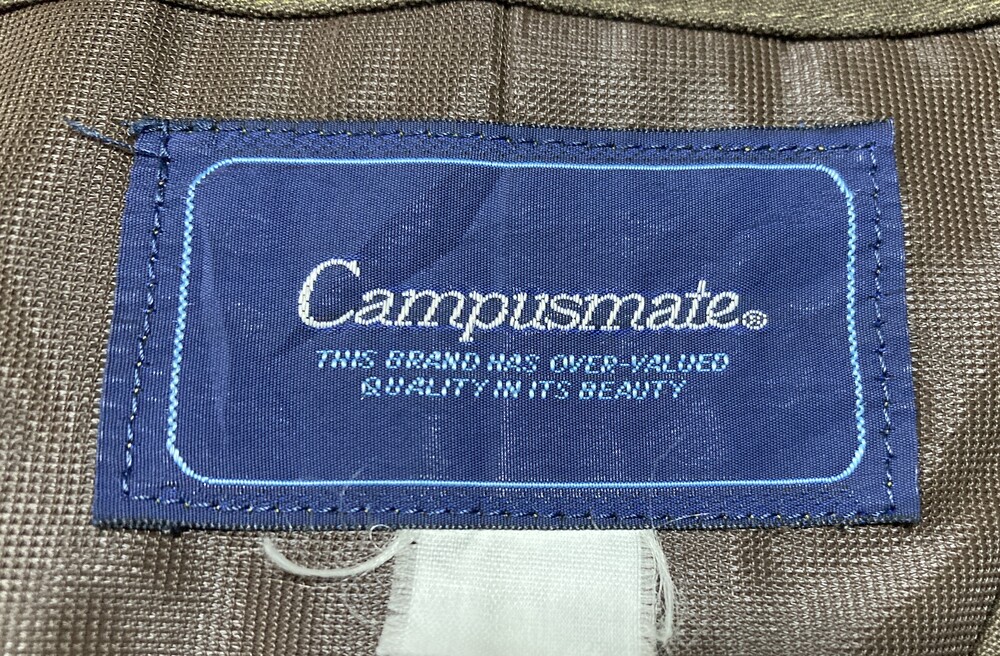 Campusmate®
THIS BRAND HAS OVER-VALUED
QUALITY IN ITS BEAUTY